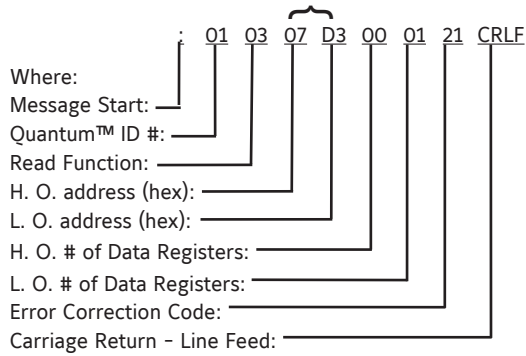 : 01 03 07 D3 00 01 21 CRLF
Where:
Message Start:
Quantum™ ID #:
Read Function:
H. O. address (hex):
L. O. address (hex):
H. O. # of Data Registers:
L. O. # of Data Registers:
Error Correction Code:
Carriage Return - Line Feed: